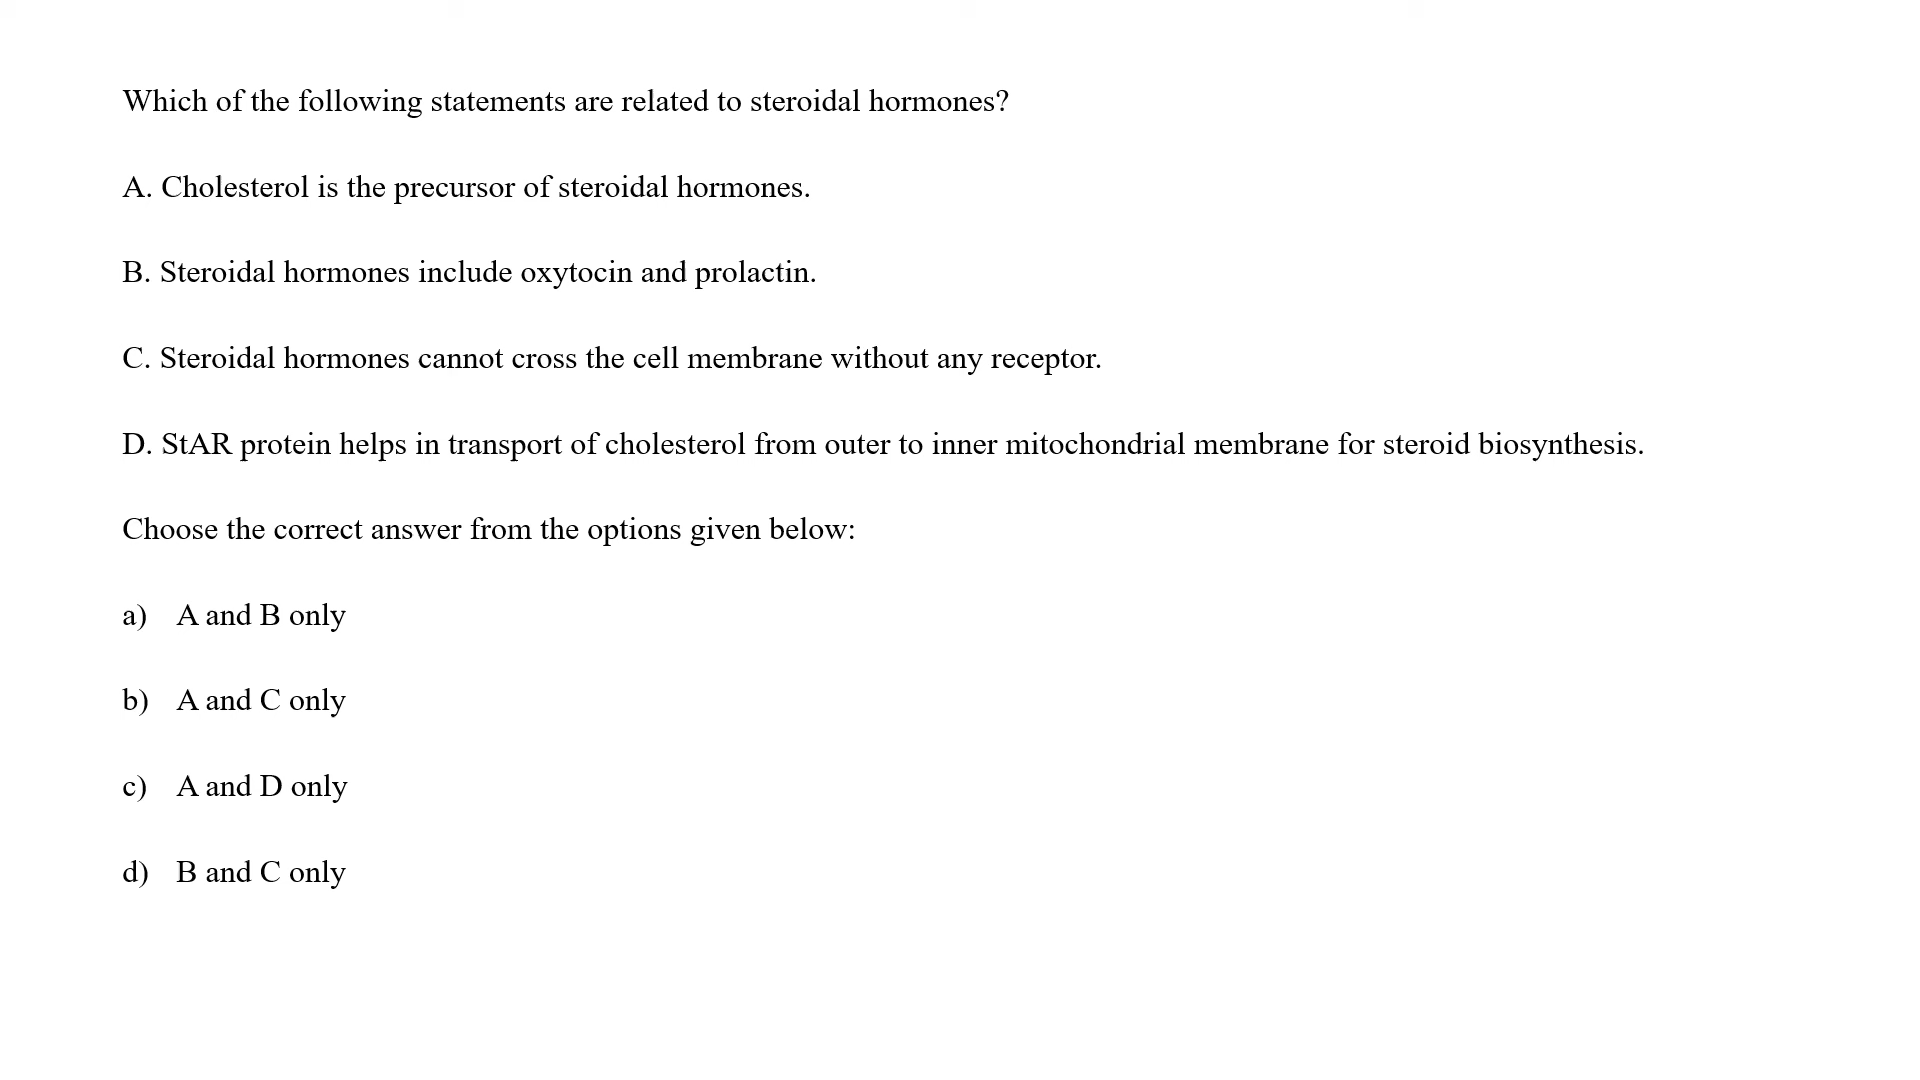 Which of the following statements are related to steroidal hormones?
A. Cholesterol is the precursor of steroidal hormones.
B. Steroidal hormones include oxytocin and prolactin.
C. Steroidal hormones cannot cross the cell membrane without any receptor.
D. StAR protein helps in transport of cholesterol from outer to inner mitochondrial membrane for steroid biosynthesis.
Choose the correct answer from the options given below:
a) A and B only
b) A and C only
c) A and D only
d) B and C only